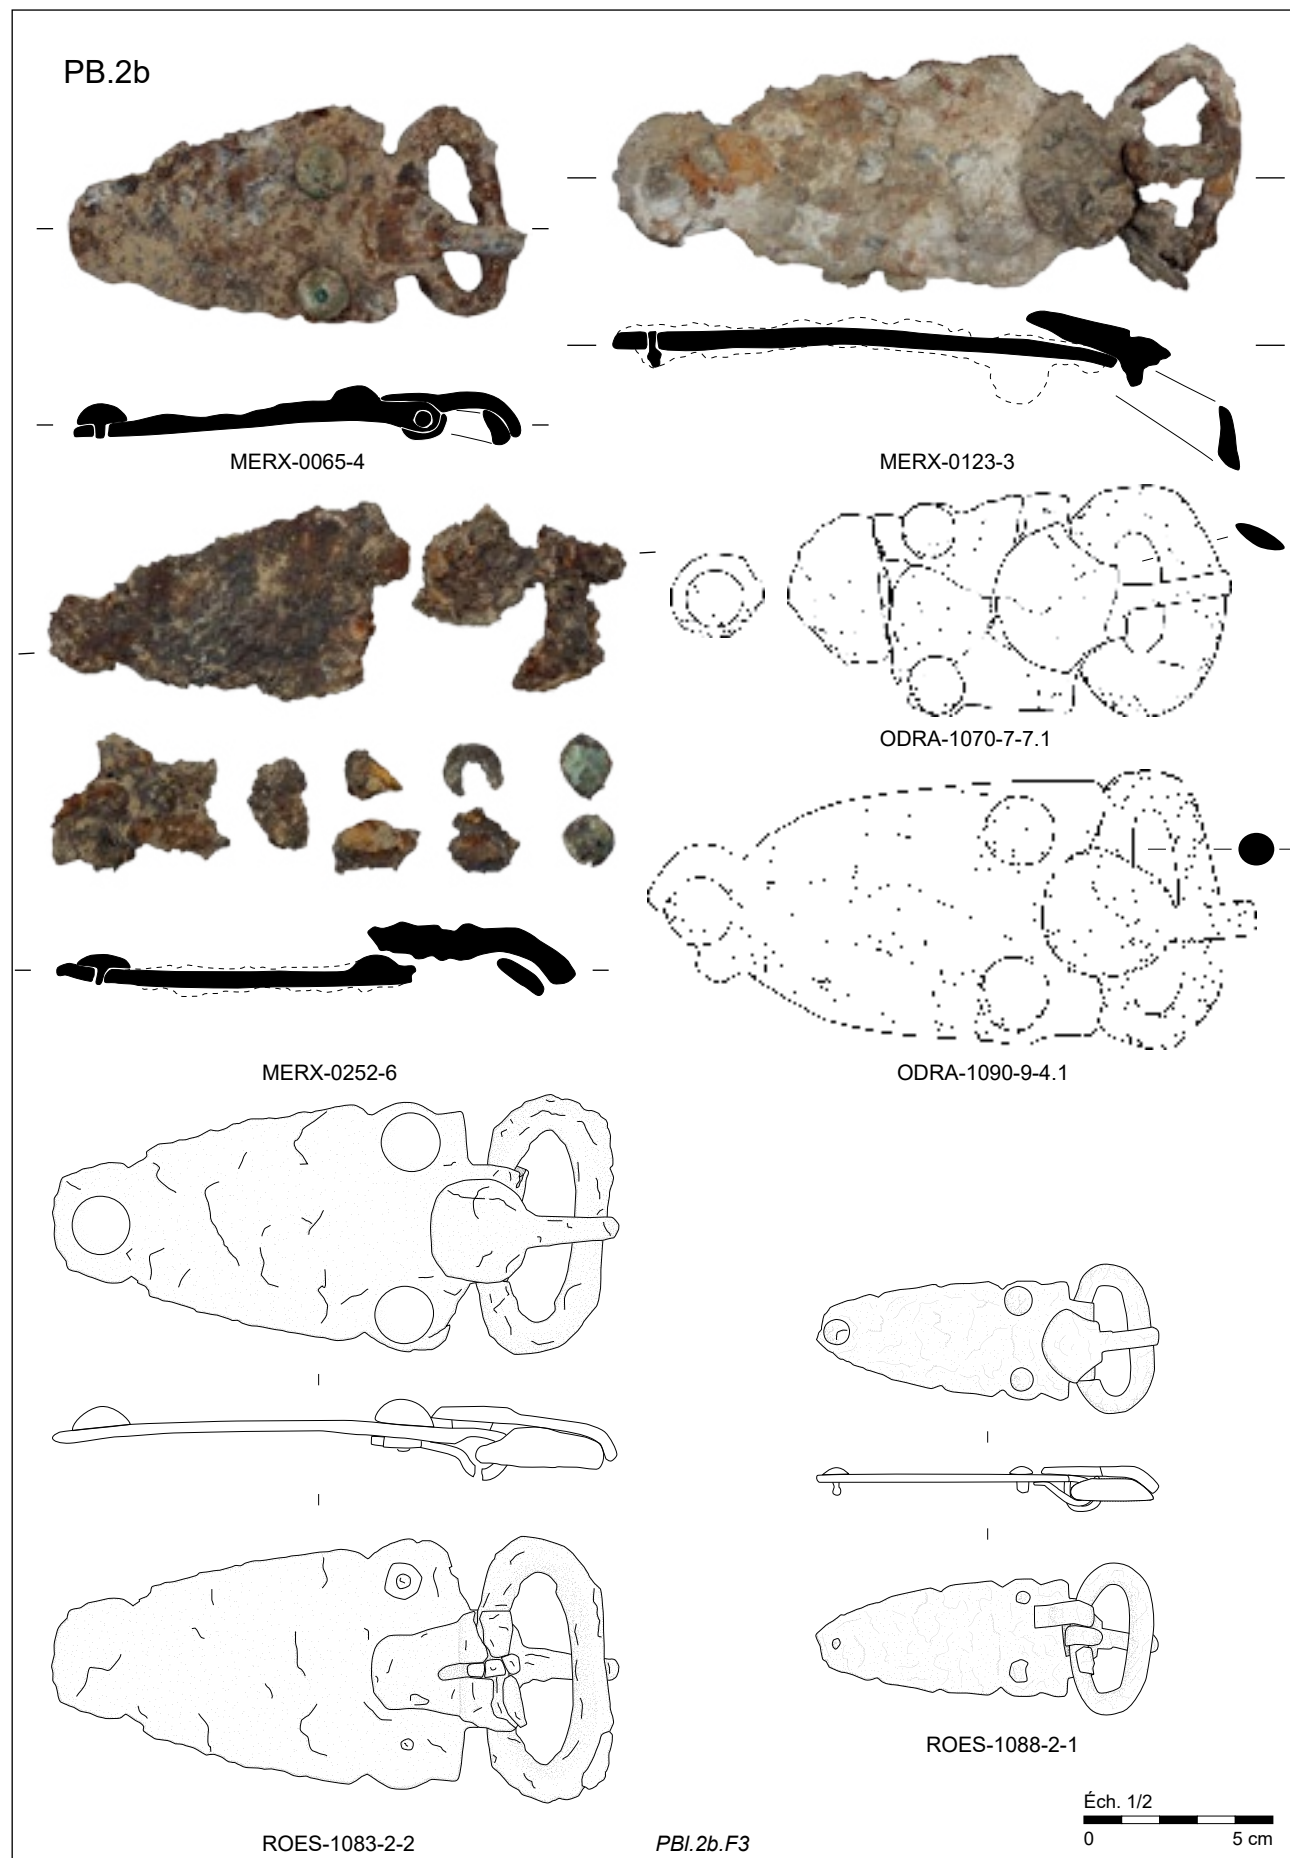 PB.2b
MERX-0065-4
MERX-0123-3
ODRA-1070-7-7.1
MERX-0252-6
ODRA-1090-9-4.1
ROES-1088-2-1
Éch. 1/2
0 5 cm
ROES-1083-2-2
PBl.2b.F3